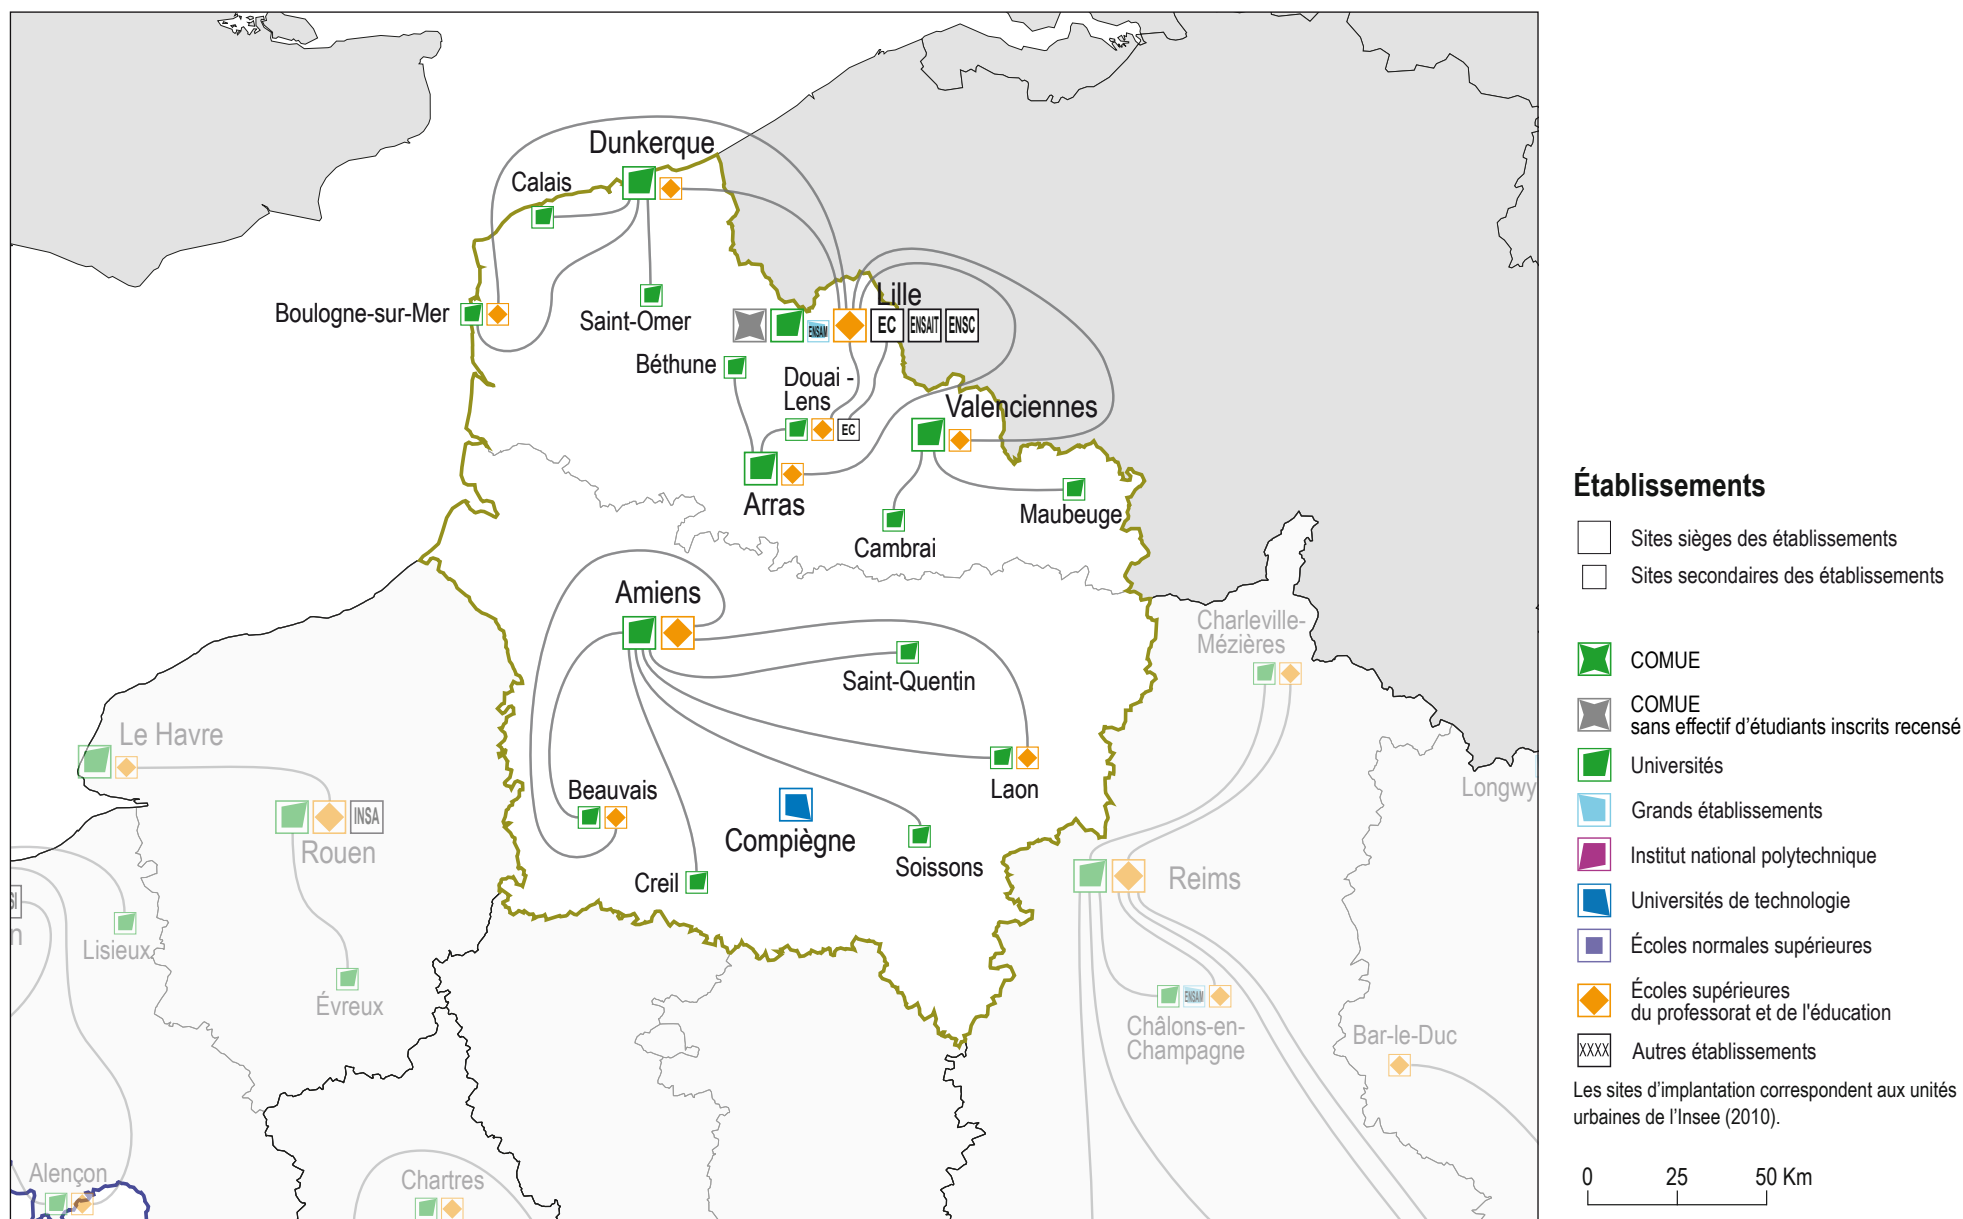 Dunkerque
Calais
Boulogne-sur-Mer
Saint-Omer
Lille
ENSAM
EC
ENSAIT
ENSC
Béthune
Douai -
Lens
EC
Valenciennes
Arras
Maubeuge
Cambrai
Amiens
Saint-Quentin
Charleville-
Mézières
Le Havre
Beauvais
Laon
Longwy
INSA
Rouen
Compiègne
Soissons
Creil
Reims
Lisieux
Évreux
ENSAM
Châlons-en-
Champagne
Bar-le-Duc
Alençon
Chartres
Établissements
Sites sièges des établissements
Sites secondaires des établissements
COMUE
COMUE
sans effectif d’étudiants inscrits recensé
Universités
Grands établissements
Institut national polytechnique
Universités de technologie
Écoles normales supérieures
Écoles supérieures
du professorat et de l'éducation
XXXX
Autres établissements
Les sites d’implantation correspondent aux unités
urbaines de l’Insee (2010).
0 25 50 Km